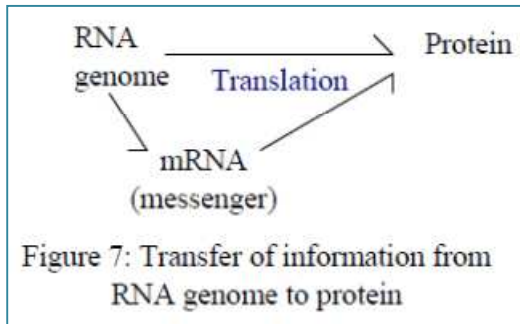 RNA
genome
Protein
Translation
mRNA
(messenger)
Figure 7: Transfer of information from
RNA genome to protein